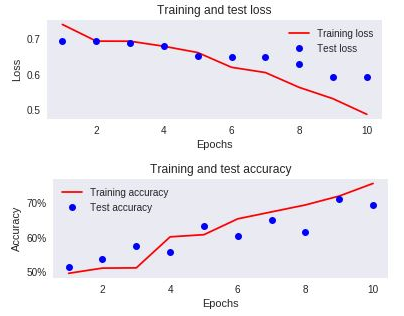 Training and test loss
Training loss
Test loss
0.7
0.6
0.5
Loss
2 4 6 8 10
Epochs
Training and test accuracy
Training accuracy
Test accuracy
70%
60%
50%
Accuracy
2 4 6 8 10
Epochs